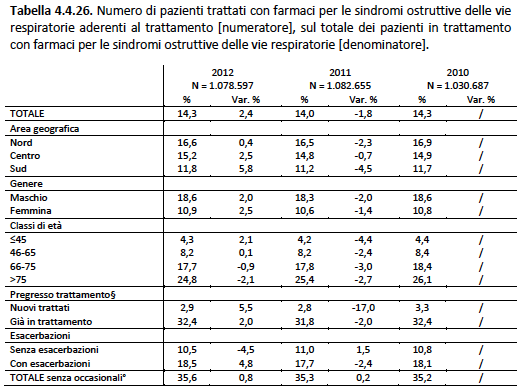 Tabella 4.4.26. Numero di pazienti trattati con farmaci per le sindromi ostruttive delle vie
respiratorie aderenti al trattamento [numeratore], sul totale dei pazienti in trattamento
con farmaci per le sindromi ostruttive delle vie respiratorie [denominatore].
2012 2011 2010
N = 1.078.597 N = 1.082.655 N = 1.030.687
% Var. % % Var. % % Var. %
TOTALE 14,3 2,4 14,0 -1,8 14,3 /
Area geografica
Nord 16,6 0,4 16,5 -2,3 16,9 /
Centro 15,2 2,5 14,8 -0,7 14,9 /
Sud 11,8 5,8 11,2 -4,5 11,7 /
Genere
Maschio 18,6 2,0 18,3 -2,0 18,6 /
Femmina 10,9 2,5 10,6 -1,4 10,8 /
Classi di età
≤45 4,3 2,1 4,2 -4,4 4,4 /
46-65 8,2 0,1 8,2 -2,4 8,4 /
66-75 17,7 -0,9 17,8 -3,0 18,4 /
>75 24,8 -2,1 25,4 -2,7 26,1 /
Pregresso trattamento§
Nuovi trattati 2,9 5,5 2,8 -17,0 3,3 /
Già in trattamento 32,4 2,0 31,8 -2,0 32,4 /
Esacerbazioni
Senza esacerbazioni 10,5 -4,5 11,0 1,5 10,8 /
Con esacerbazioni 18,5 4,8 17,7 -2,4 18,1 /
TOTALE senza occasionali° 35,6 0,8 35,3 0,2 35,2 /